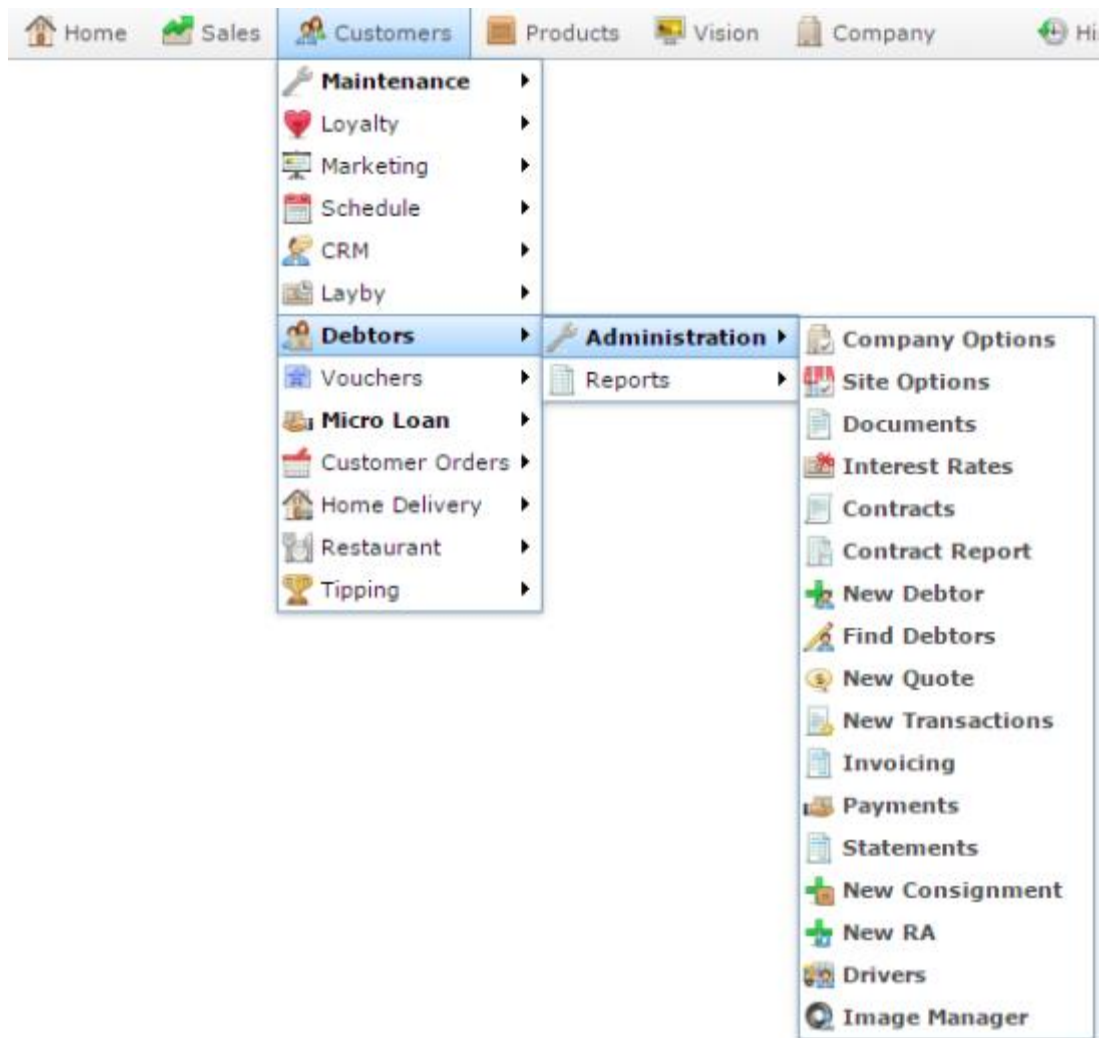 Home Sales Customers Products Vision Company Hi
Maintenance
Loyalty
Marketing
Schedule
CRM
Layby
Debtors
Vouchers
Micro Loan
Customer Orders
Home Delivery
Restaurant
Tipping
Administration
Reports
Company Options
Site Options
Documents
Interest Rates
Contracts
Contract Report
New Debtor
Find Debtors
New Quote
New Transactions
Invoicing
Payments
Statements
New Consignment
New RA
Drivers
Image Manager